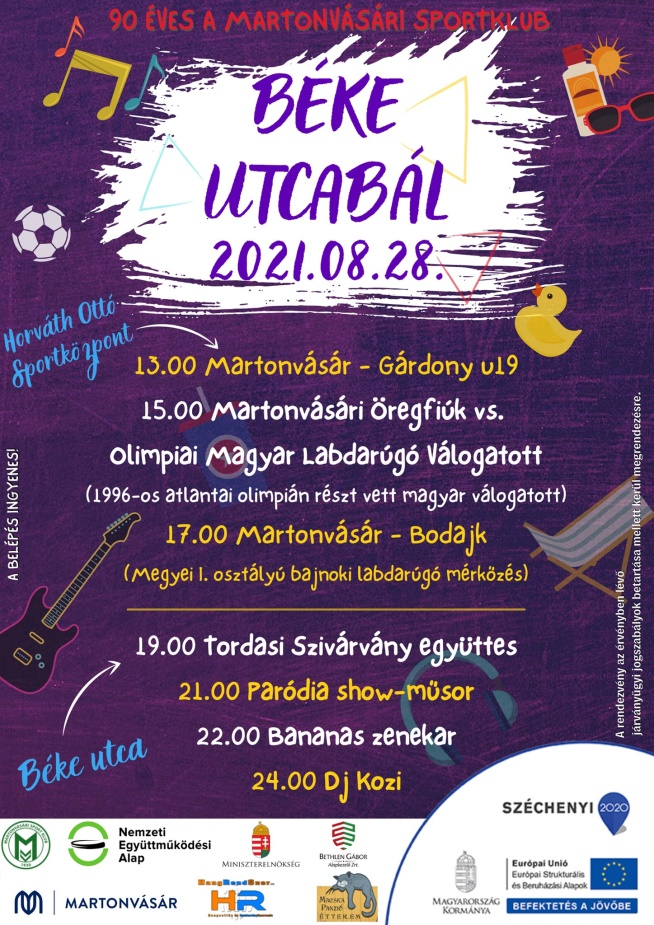 90 ÉVES A MARTONVÁSÁRI SPORTKLUB
BÉKE
UTCABÁL
2021.08.28.
Horváth Ottó
Sportközpont
13.00 Martonvásár - Gárdony u19
15.00 Martonvásári Öregfiúk vs.
Olimpiai Magyar Labdarúgó Válogatott
(1996-os atlantai olimpián részt vett magyar válogatott)
17.00 Martonvásár - Bodajk
(Megyei I. osztályú bajnoki labdarúgó mérkőzés)
A BELÉPÉS INGYENES!
19.00 Tordasi Szivárvány együttes
21.00 Paródia show-műsor
22.00 Bananas zenekar
24.00 Dj Kozi
Béke utca
A rendezvény az érvényben lévő
járványügyi jogszabályok betartása mellett kerül megrendezésre.
Nemzeti
Együttműködési
Alap
MINISZTERELNÖKSÉG
BETHLEN GÁBOR
Alapkezelő Zrt.
MARTONVÁSÁR
HR
MACSKA
PANZIÓ
ÉTTEREM
SZÉCHENYI 2020
MAGYARORSZÁG
KORMÁNYA
Európai Unió
Európai Strukturális
és Beruházási Alapok
BEFEKTETÉS A JÖVŐBE